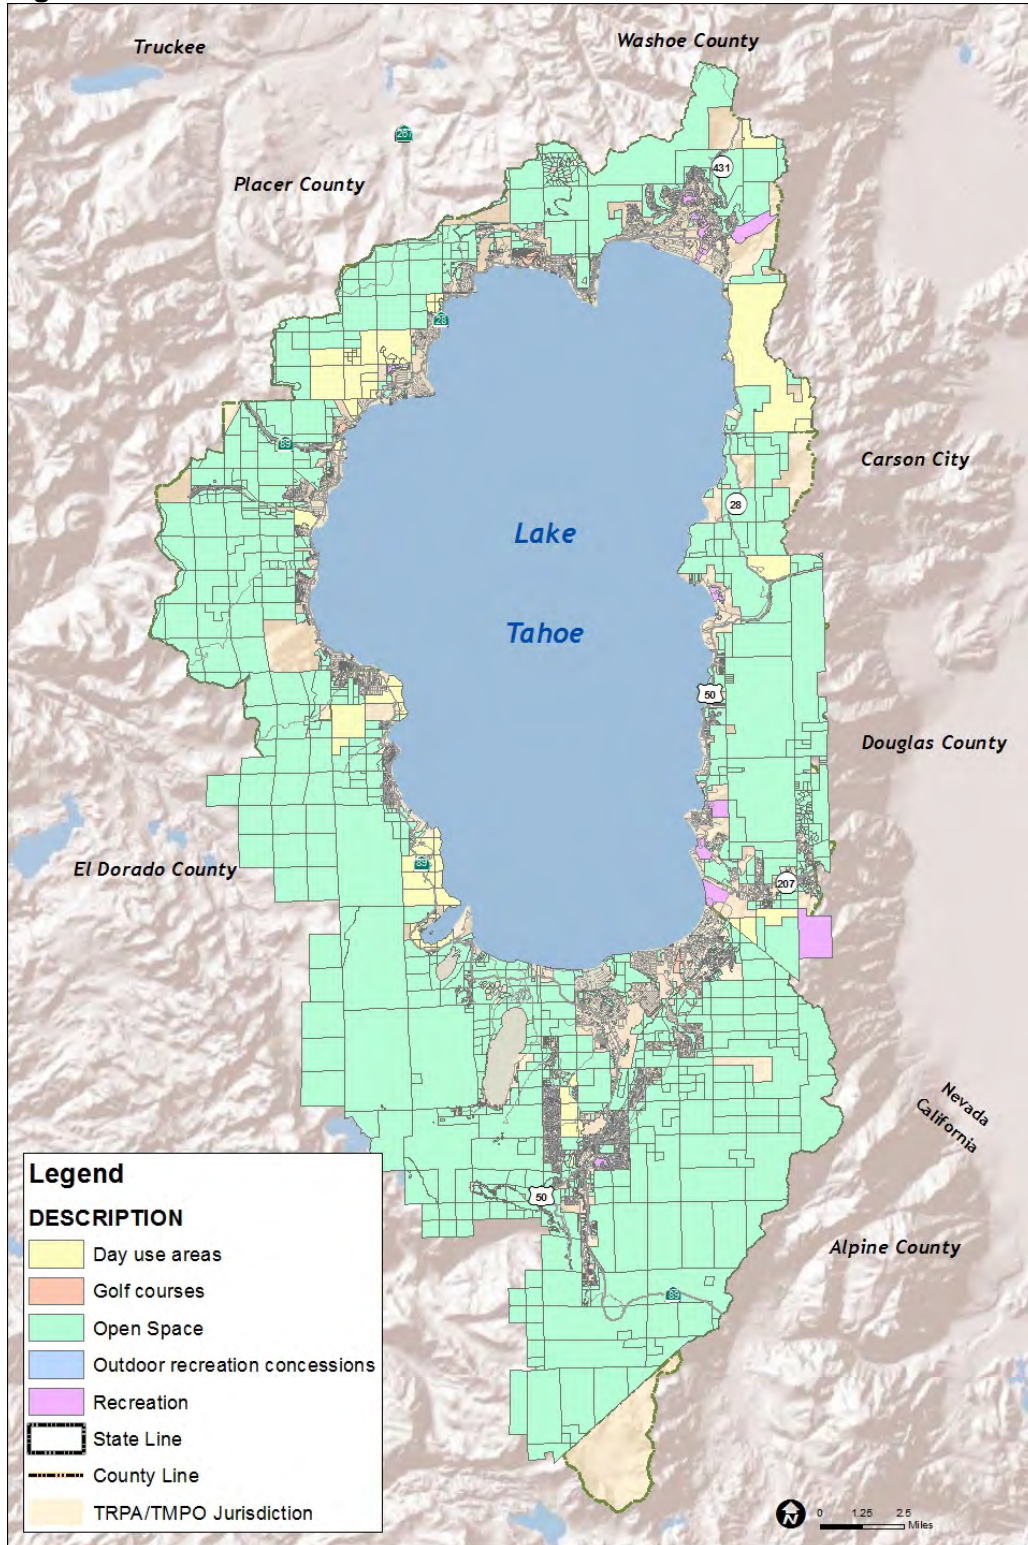 Truckee
Washoe County
267
431
Placer County
28
89
Carson City
28
Lake
Tahoe
50
Douglas County
89
El Dorado County
207
Nevada
California
50
Alpine County
89
Legend
DESCRIPTION
Day use areas
Golf courses
Open Space
Outdoor recreation concessions
Recreation
State Line
County Line
TRPA/TMPO Jurisdiction
N
0 1.25 2.5
Miles